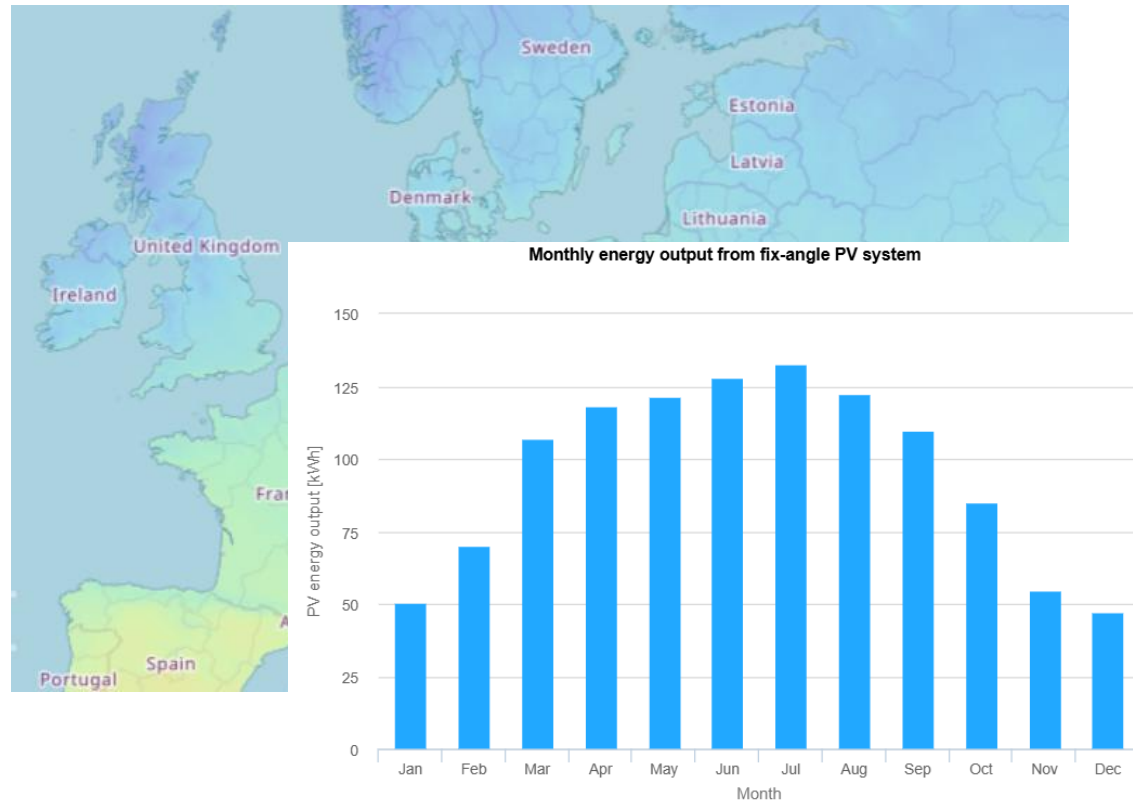 Sweden
Estonia
Latvia
Denmark
Lithuania
United Kingdom
Ireland
Spain
Portugal
Monthly energy output from fix-angle PV system
PV energy output [kWh]
150
125
100
75
50
25
0
Jan Feb Mar Apr May Jun Jul Aug Sep Oct Nov Dec
Month